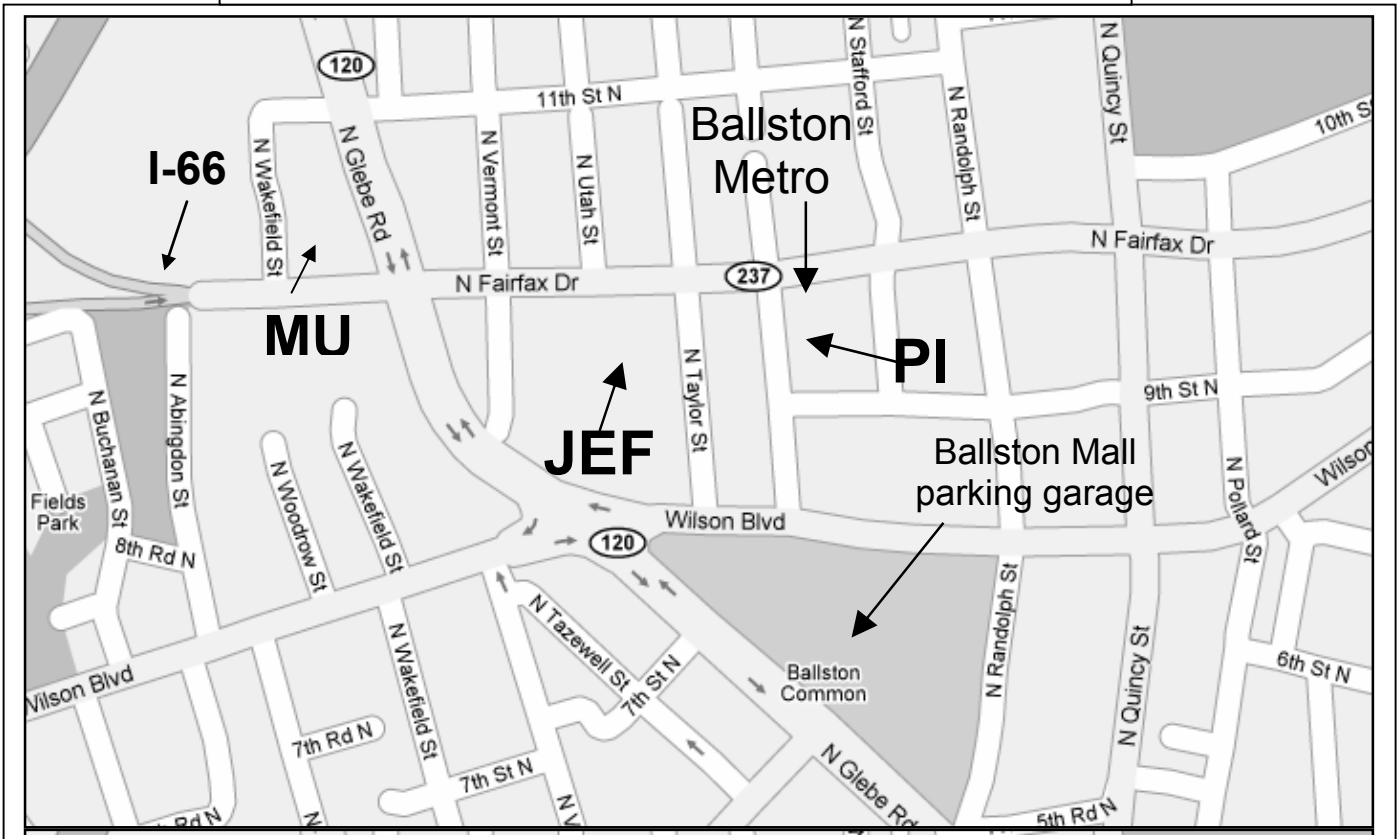 120
N Stafford St
N Quincy St
11th St N
Ballston
Metro
N Randolph St
10th S
N Wakefield St
N Glebe Rd
N Vermont St
N Utah St
I-66
N Fairfax Dr
N Fairfax Dr
237
MU
PI
N Taylor St
9th St N
N Buchanan St
N Abingdon St
JEF
Ballston Mall
parking garage
N Woodrow St
N Wakefield St
Fields
Park
Wilson Blvd
N Pollard St
Wilson
8th Rd N
120
N Tazewell St
N Randolph St
N Wakefield St
7th St N
Ballston
Common
N Quincy St
6th St N
Wilson Blvd
7th Rd N
7th St N
N Glebe Rd
N V
N
Rd N
5th Rd N